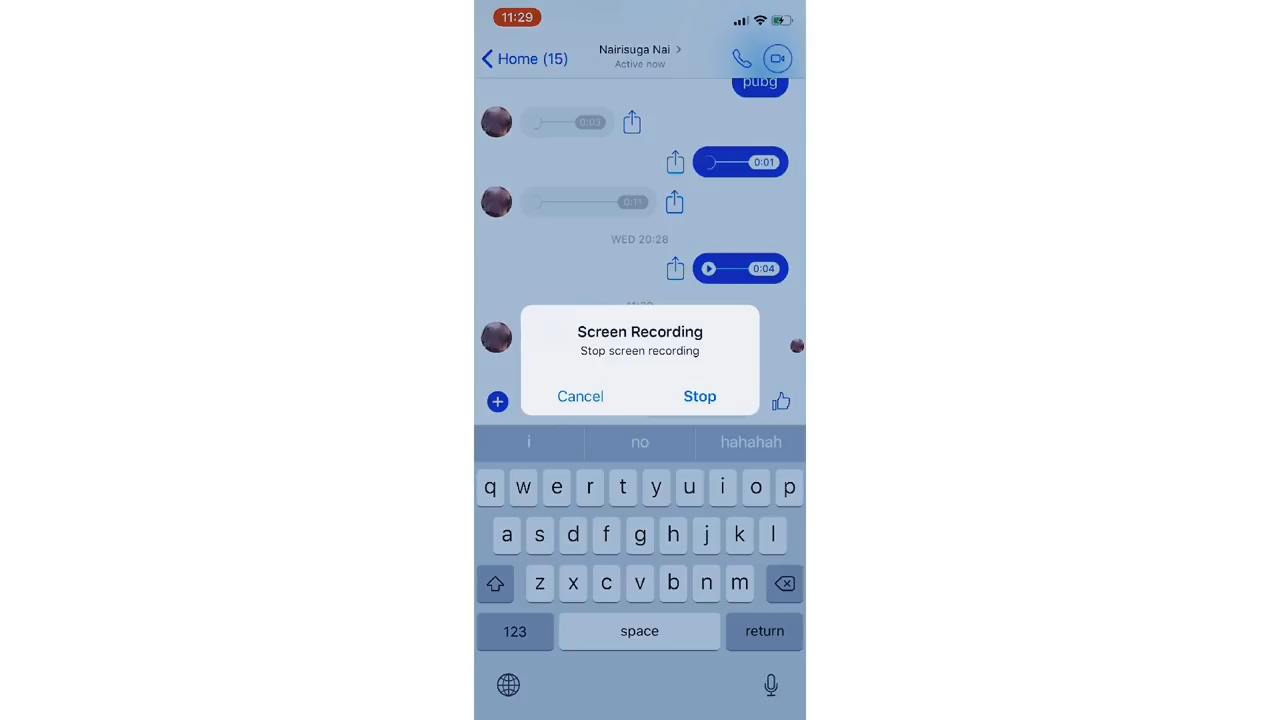 11:29
Home (15)
Nairisuga Nai
Active now
pubg
0:03
0:01
0:11
WED 20:28
0:04
Screen Recording
Stop screen recording
Cancel
Stop
i
no
hahahah
q w e r t y u i o p
a s d f g h j k l
z x c v b n m
123
space
return